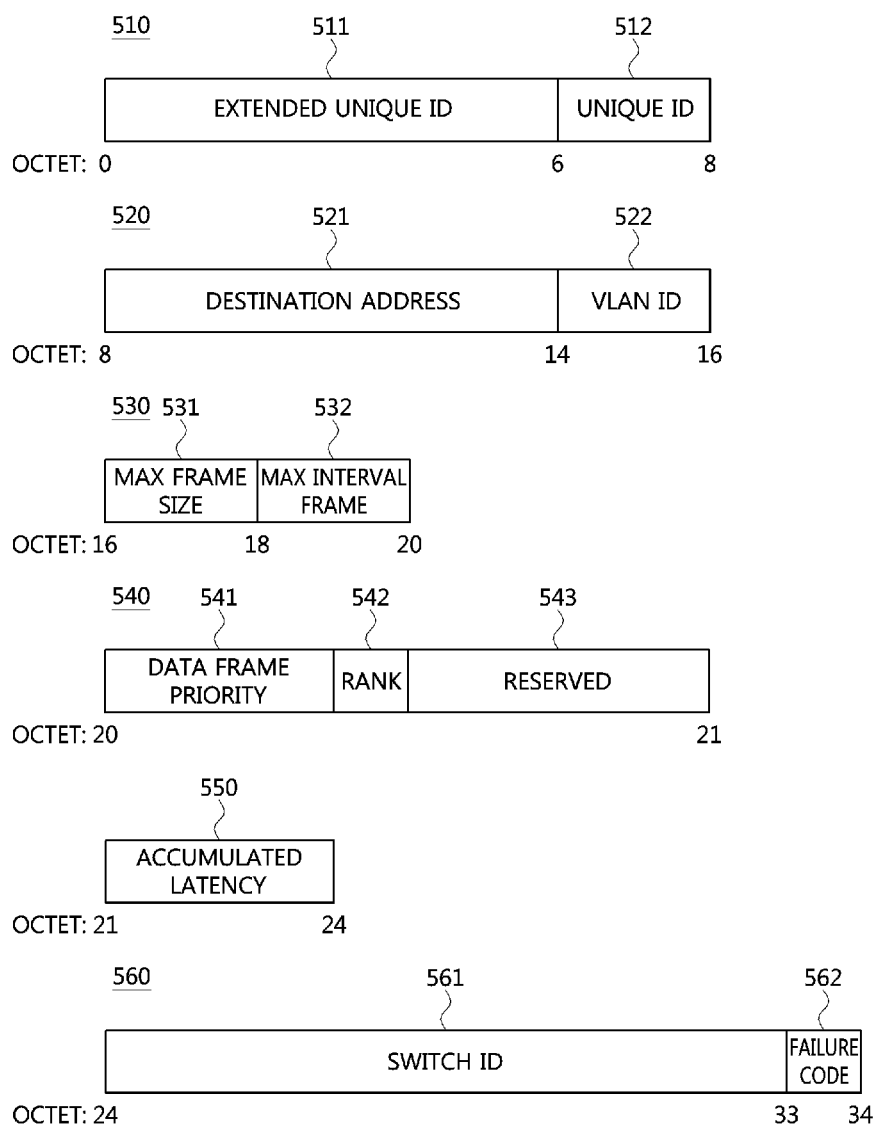 510 511 512
EXTENDED UNIQUE ID UNIQUE ID
OCTET: 0 6 8
520 521 522
DESTINATION ADDRESS VLAN ID
OCTET: 8 14 16
530 531 532
MAX FRAME SIZE MAX INTERVAL FRAME
OCTET: 16 18 20
540 541 542 543
DATA FRAME PRIORITY RANK RESERVED
OCTET: 20 21
550
ACCUMULATED LATENCY
OCTET: 21 24
560 561 562
SWITCH ID FAILURE CODE
OCTET: 24 33 34